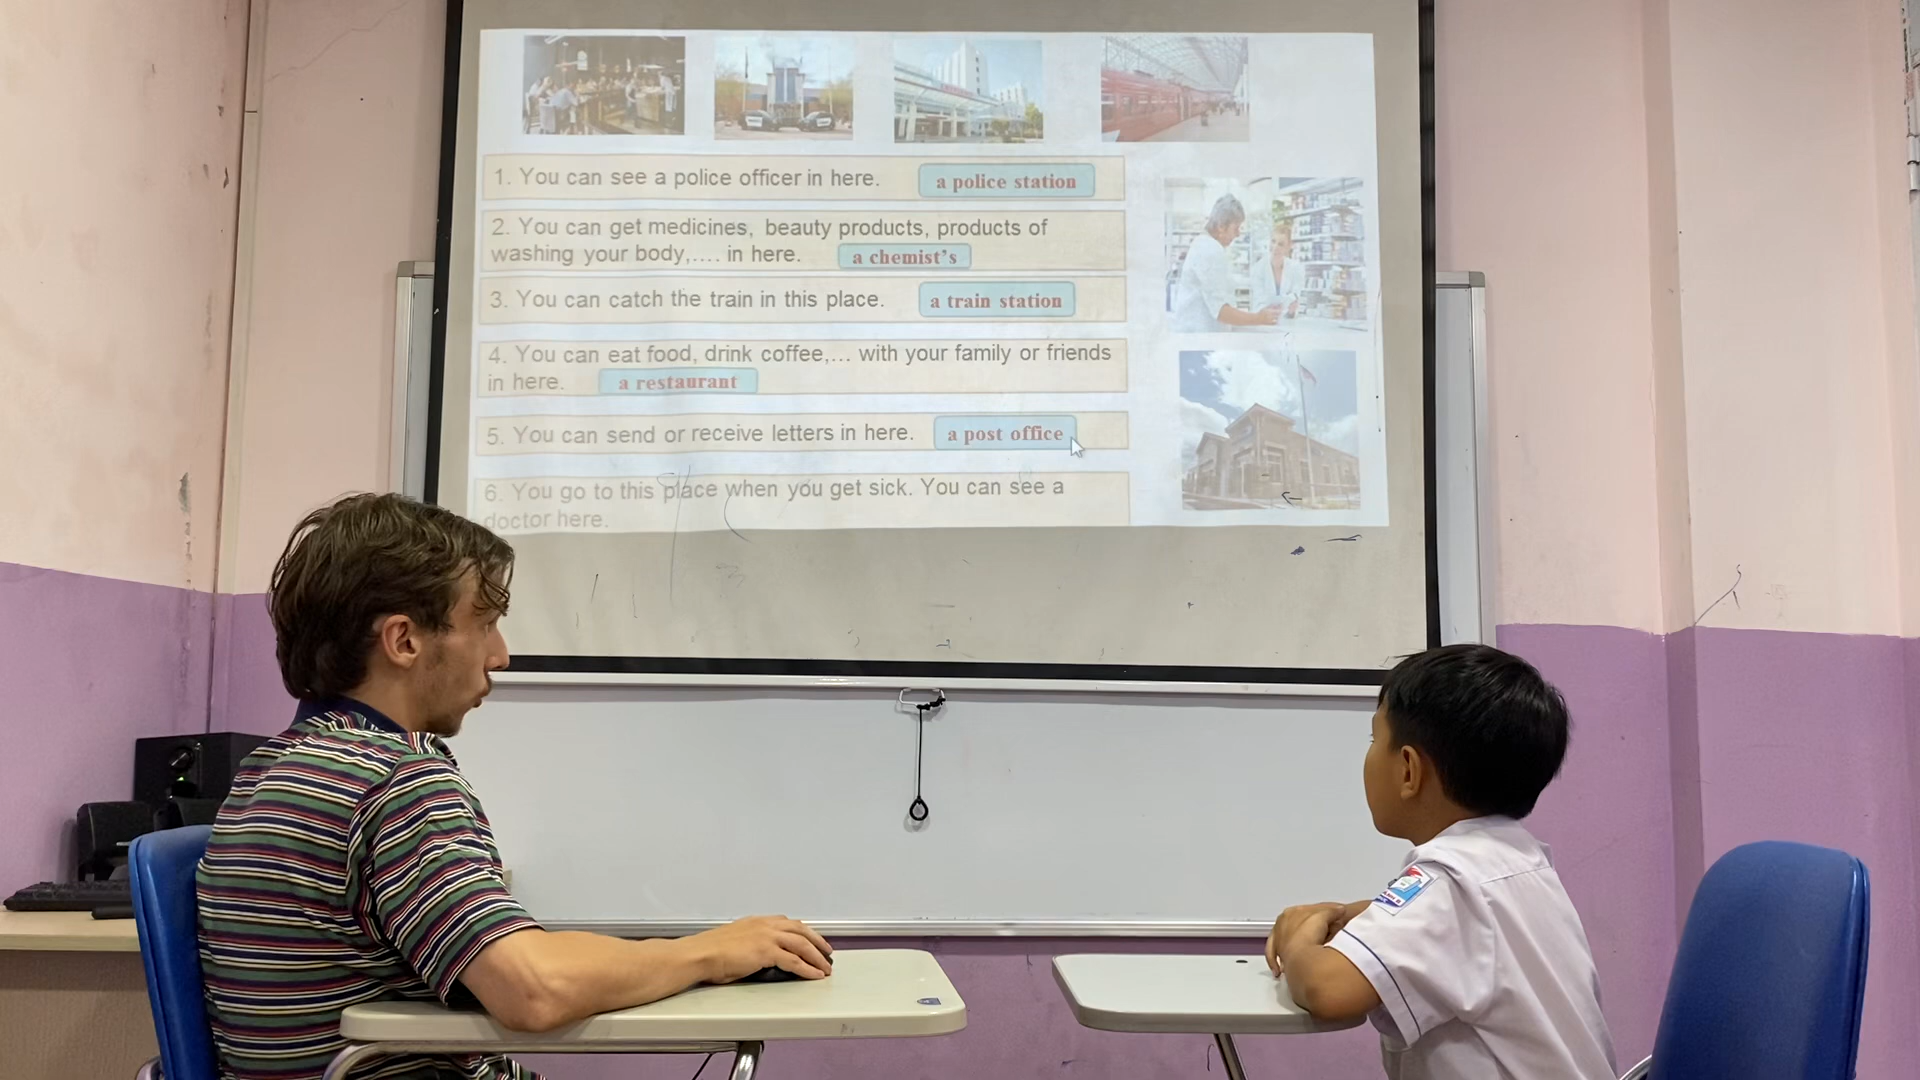 1. You can see a police officer in here. a police station
2. You can get medicines, beauty products, products of
washing your body,.... in here. a chemist's
3. You can catch the train in this place. a train station
4. You can eat food, drink coffee,... with your family or friends
in here. a restaurant
5. You can send or receive letters in here. a post office
6. You go to this place when you get sick. You can see a
doctor here.